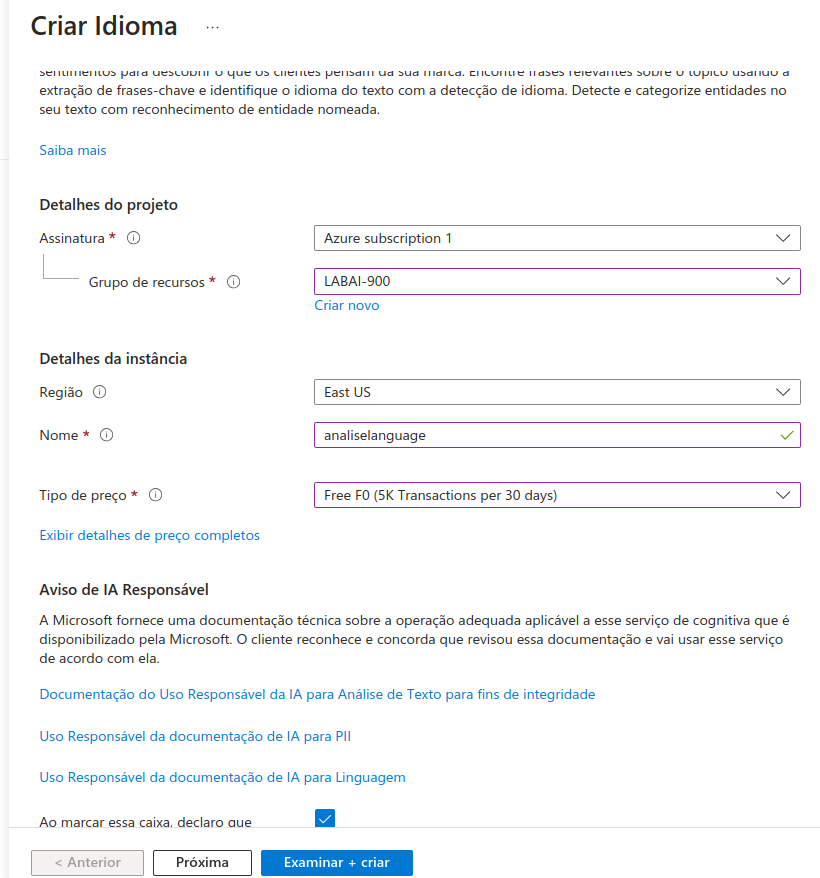 Criar Idioma ...
sentimentos para descobrir o que os clientes pensam da sua marca. Encontre frases relevantes sobre o tópico usando a
extração de frases-chave e identifique o idioma do texto com a detecção de idioma. Detecte e categorize entidades no
seu texto com reconhecimento de entidade nomeada.
Saiba mais
Detalhes do projeto
Assinatura * Azure subscription 1
Grupo de recursos * LABAI-900
Criar novo
Detalhes da instância
Região East US
Nome * analiselanguage
Tipo de preço * Free F0 (5K Transactions per 30 days)
Exibir detalhes de preço completos
Aviso de IA Responsável
A Microsoft fornece uma documentação técnica sobre a operação adequada aplicável a esse serviço de cognitiva que é
disponibilizado pela Microsoft. O cliente reconhece e concorda que revisou essa documentação e vai usar esse serviço
de acordo com ela.
Documentação do Uso Responsável da IA para Análise de Texto para fins de integridade
Uso Responsável da documentação de IA para PII
Uso Responsável da documentação de IA para Linguagem
Ao marcar essa caixa, declaro que
< Anterior Próxima Examinar + criar